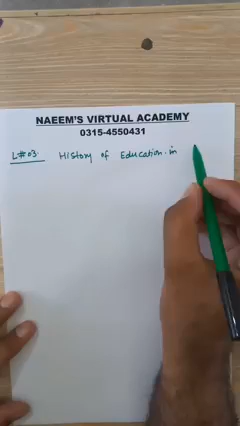 NAEEM'S VIRTUAL ACADEMY
0315-4550431
L#03. History of Education in